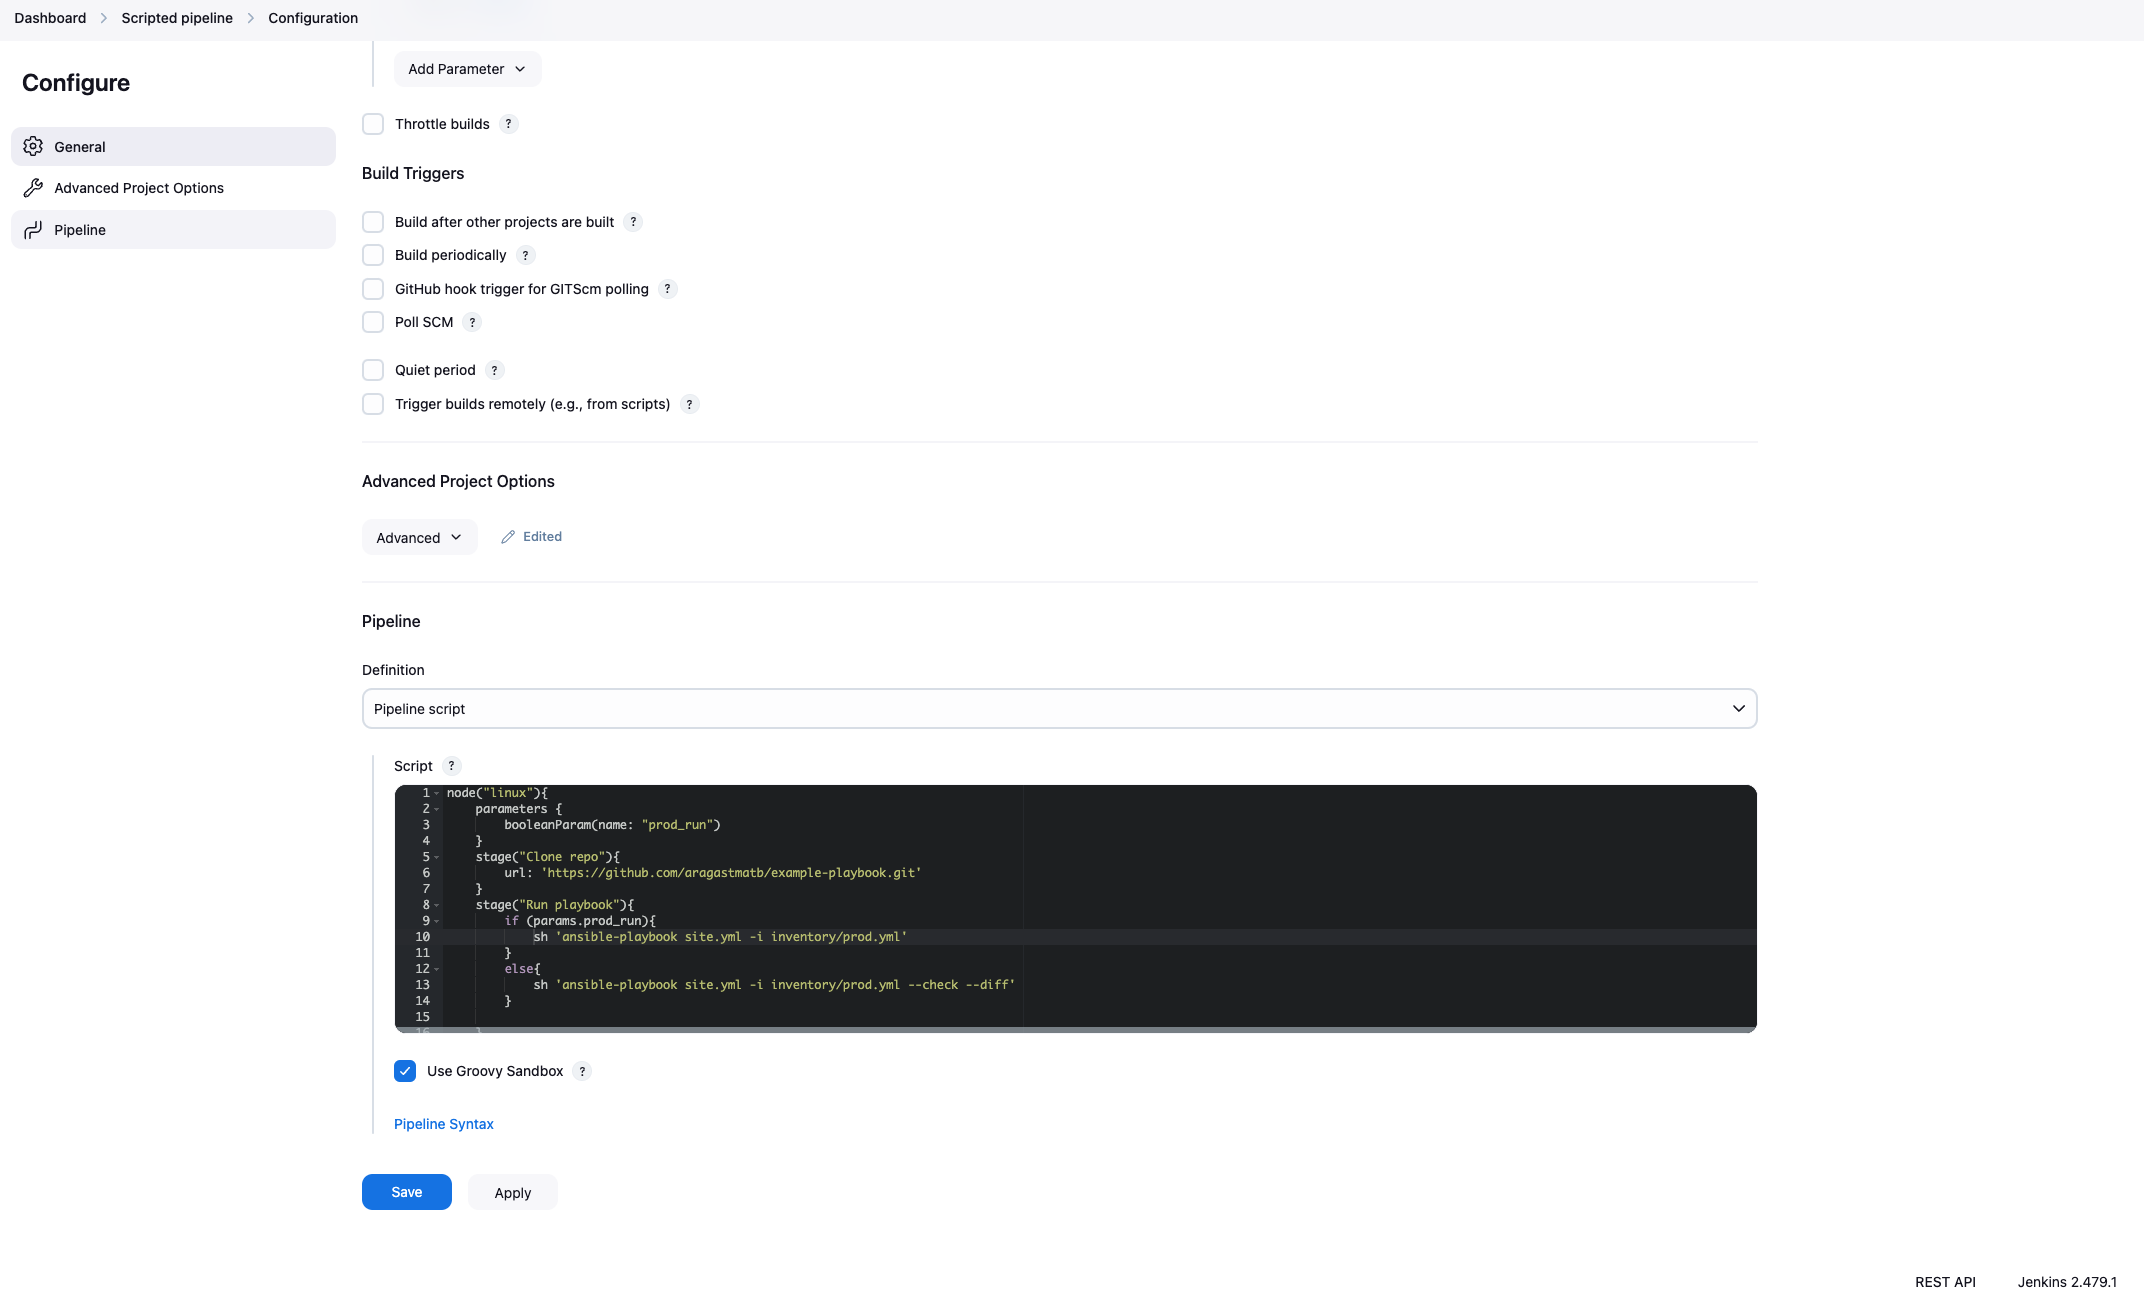 Dashboard > Scripted pipeline > Configuration
Configure
General
Advanced Project Options
Pipeline
Add Parameter
Throttle builds ?
Build Triggers
Build after other projects are built ?
Build periodically ?
GitHub hook trigger for GITScm polling ?
Poll SCM ?
Quiet period ?
Trigger builds remotely (e.g., from scripts) ?
Advanced Project Options
Advanced Edited
Pipeline
Definition
Pipeline script
Script ?
1 node("linux"){
2     parameters {
3         booleanParam(name: "prod_run")
4     }
5     stage("Clone repo"){
6         url: 'https://github.com/aragastmatb/example-playbook.git'
7     }
8     stage("Run playbook"){
9         if (params.prod_run){
10             sh 'ansible-playbook site.yml -i inventory/prod.yml'
11         }
12         else{
13             sh 'ansible-playbook site.yml -i inventory/prod.yml --check --diff'
14         }
15
16     }
Use Groovy Sandbox ?
Pipeline Syntax
Save Apply
REST API Jenkins 2.479.1